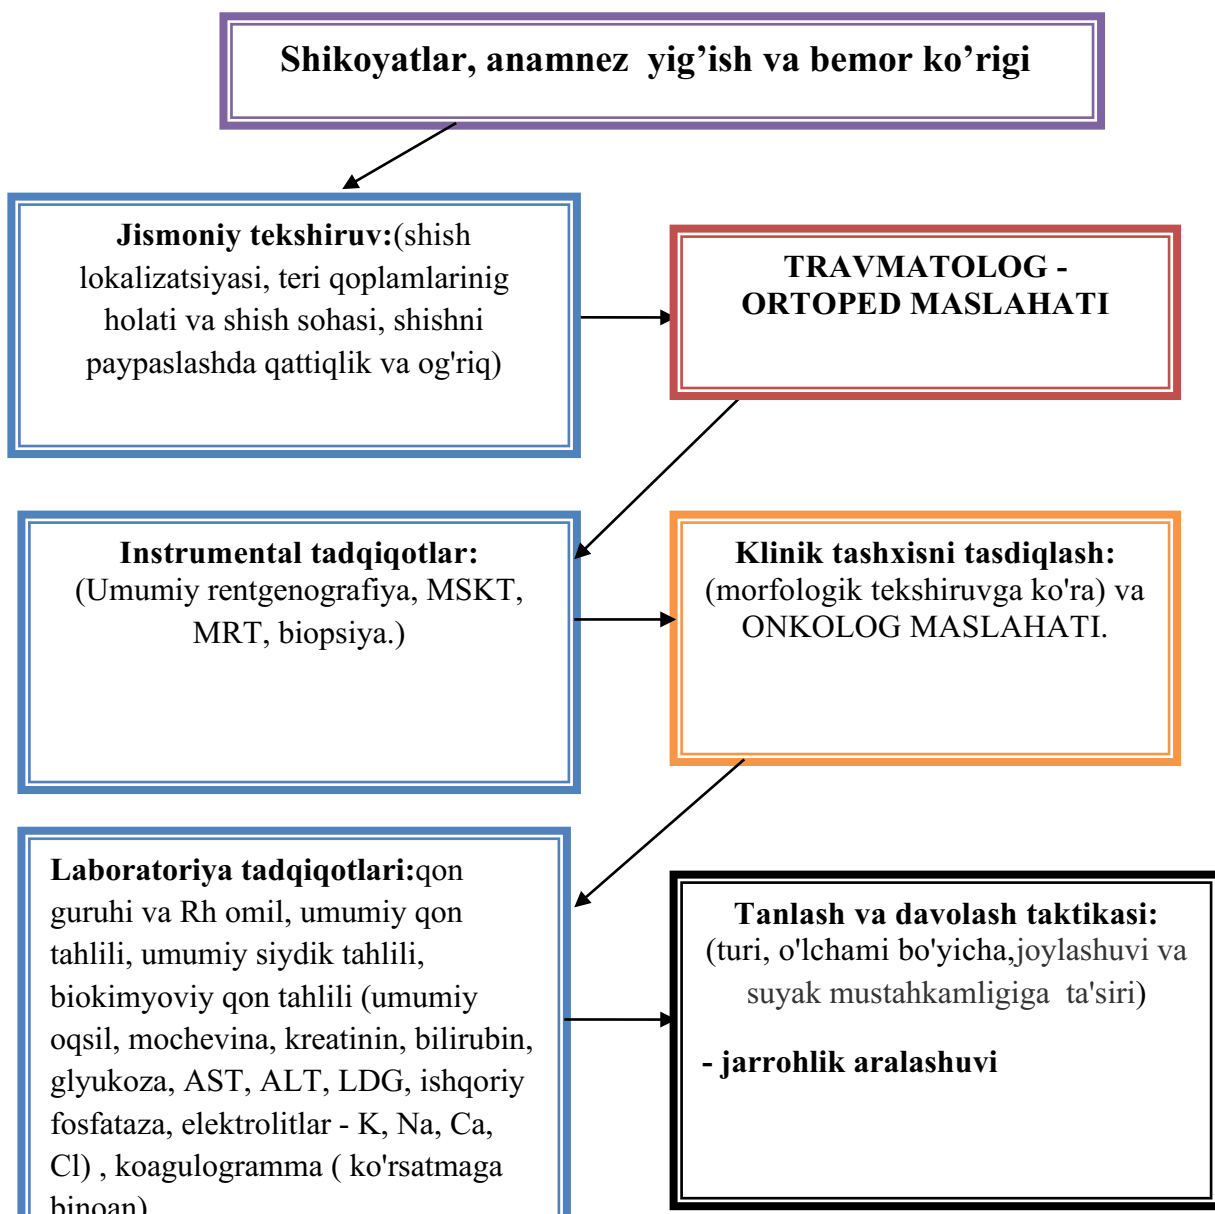 Shikoyatlar, anamnez  yig’ish va bemor ko’rigi
Jismoniy tekshiruv:(shish
lokalizatsiyasi, teri qoplamlarinig
holati va shish sohasi, shishni
paypaslashda qattiqlik va og'riq)
TRAVMATOLOG -
ORTOPED MASLAHATI
Instrumental tadqiqotlar:
(Umumiy rentgenografiya, MSKT,
MRT, biopsiya.)
Klinik tashxisni tasdiqlash:
(morfologik tekshiruvga ko'ra) va
ONKOLOG MASLAHATI.
Laboratoriya tadqiqotlari:qon
guruhi va Rh omil, umumiy qon
tahlili, umumiy siydik tahlili,
biokimyoviy qon tahlili (umumiy
oqsil, mochevina, kreatinin, bilirubin,
glyukoza, AST, ALT, LDG, ishqoriy
fosfataza, elektrolitlar - K, Na, Ca,
Cl) , koagulogramma ( ko'rsatmaga
binoan)
Tanlash va davolash taktikasi:
(turi, o'lchami bo'yicha,joylashuvi va
suyak mustahkamligiga  ta'siri)
- jarrohlik aralashuvi